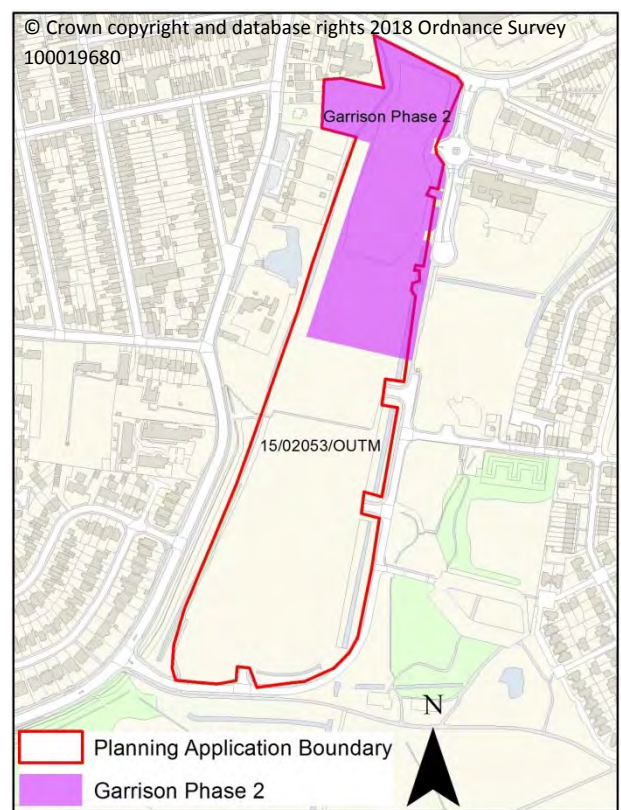 © Crown copyright and database rights 2018 Ordnance Survey
100019680
Garrison Phase 2
15/02053/OUTM
N
Planning Application Boundary
Garrison Phase 2